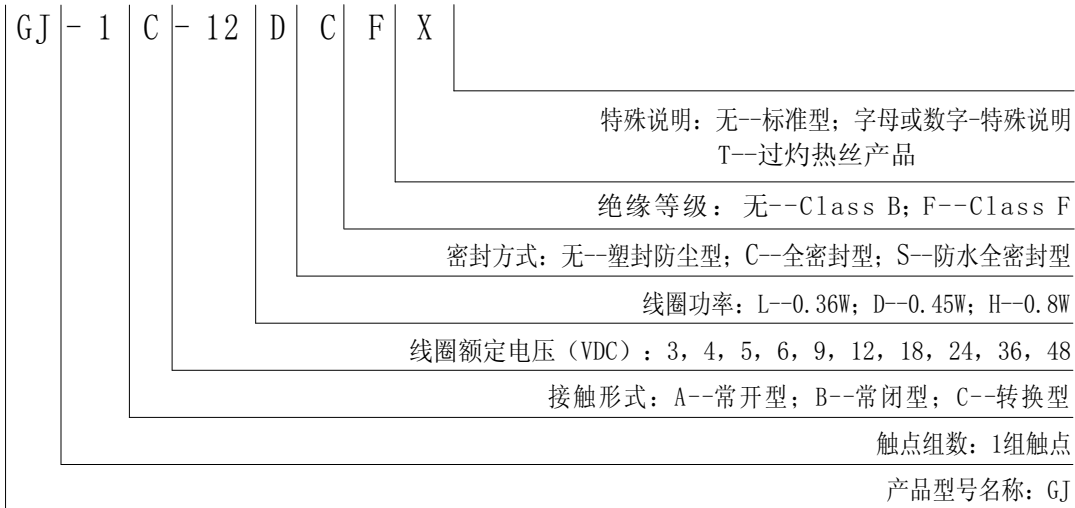 GJ - 1 C - 12 D C F X
特殊说明：无--标准型；字母或数字-特殊说明
T--过灼热丝产品
绝缘等级：无--Class B；F--Class F
密封方式：无--塑封防尘型；C--全密封型；S--防水全密封型
线圈功率：L--0.36W；D--0.45W；H--0.8W
线圈额定电压（VDC）：3，4，5，6，9，12，18，24，36，48
接触形式：A--常开型；B--常闭型；C--转换型
触点组数：1组触点
产品型号名称：GJ